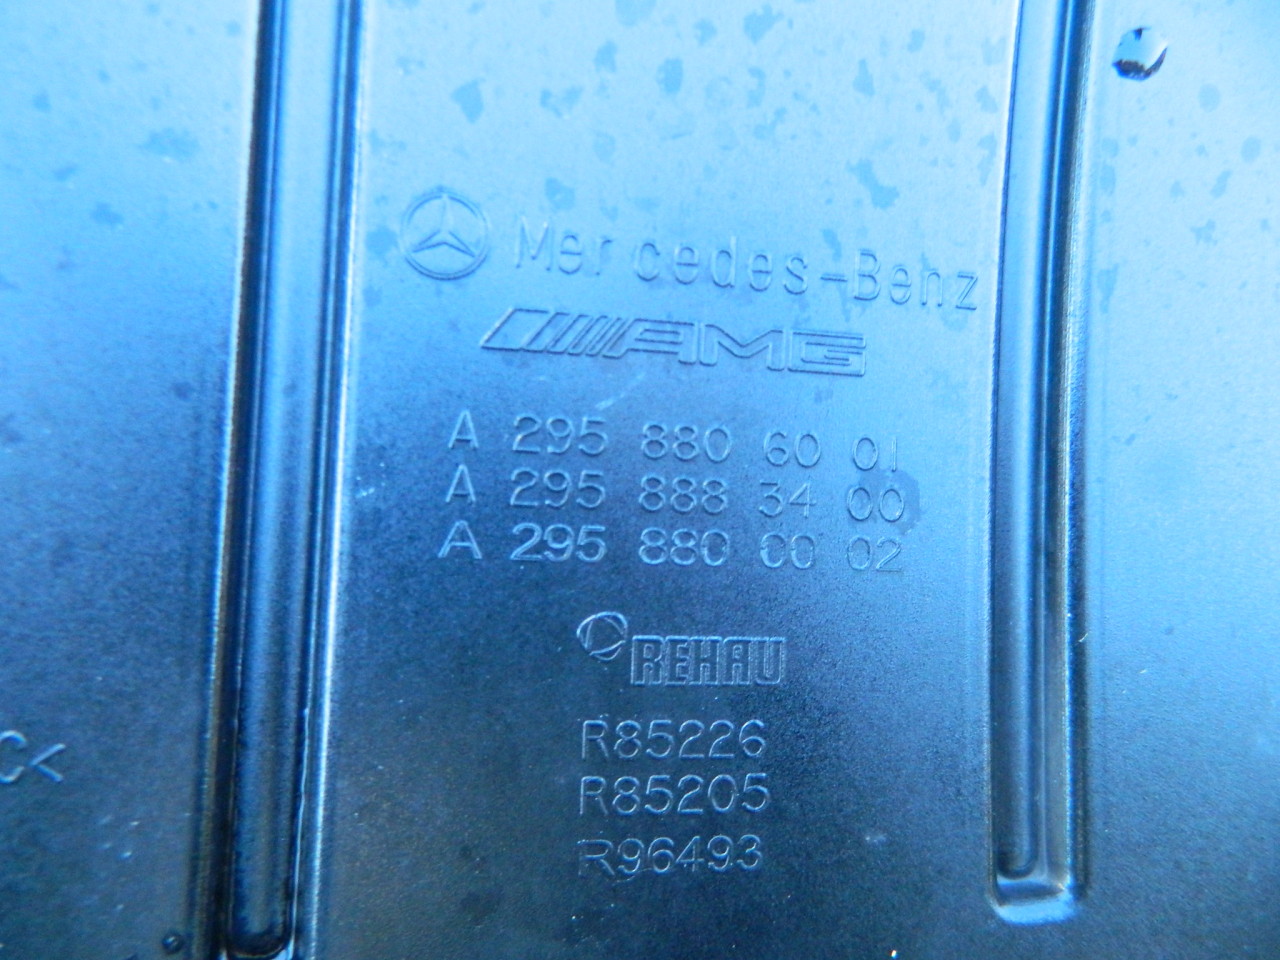 Mercedes-Benz
AMG
A 295 880 60 01
A 295 888 34 00
A 295 880 00 02
REHAU
R85226
R85205
R96493
CK